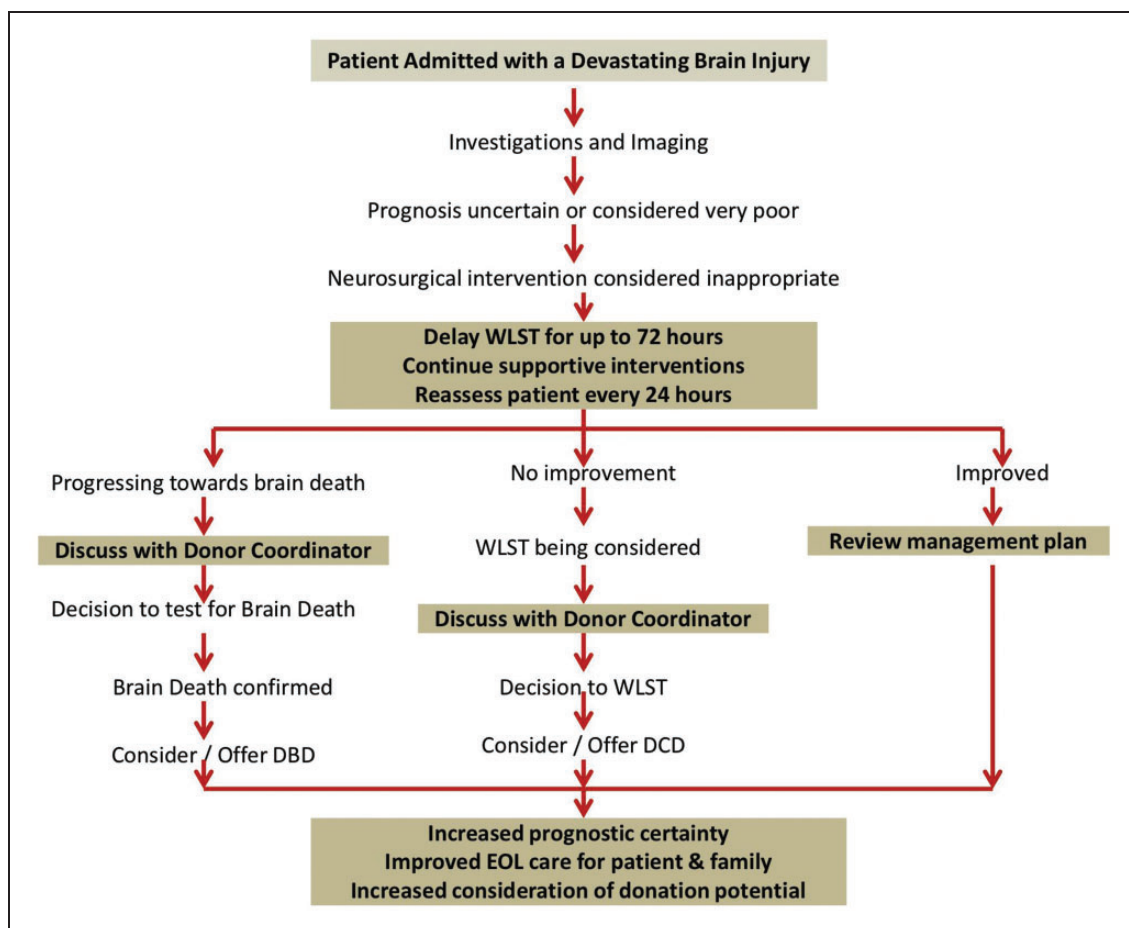 Patient Admitted with a Devastating Brain Injury
Investigations and Imaging
Prognosis uncertain or considered very poor
Neurosurgical intervention considered inappropriate
Delay WLST for up to 72 hours
Continue supportive interventions
Reassess patient every 24 hours
Progressing towards brain death
Discuss with Donor Coordinator
Decision to test for Brain Death
Brain Death confirmed
Consider / Offer DBD
No improvement
WLST being considered
Discuss with Donor Coordinator
Decision to WLST
Consider / Offer DCD
Improved
Review management plan
Increased prognostic certainty
Improved EOL care for patient & family
Increased consideration of donation potential